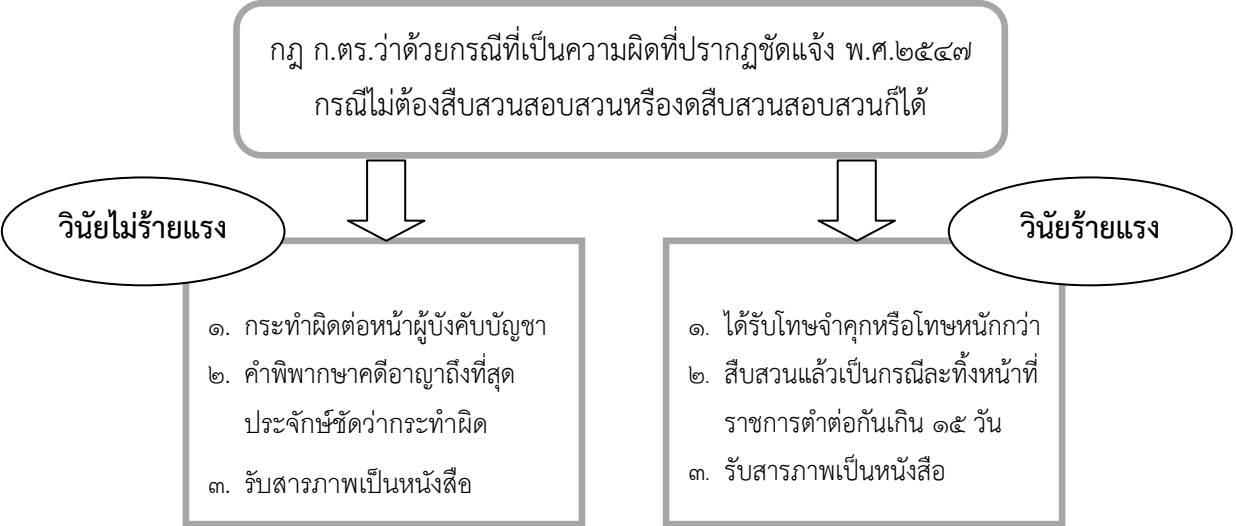 กฎ ก.ตร.ว่าด้วยกรณีที่เป็นความผิดที่ปรากฏชัดแจ้ง พ.ศ.๒๕๔๗
กรณีไม่ต้องสืบสวนสอบสวนหรืองดสืบสวนสอบสวนก็ได้
วินัยไม่ร้ายแรง
๑. กระทำผิดต่อหน้าผู้บังคับบัญชา
๒. คำพิพากษาคดีอาญาถึงที่สุด
ประจักษ์ชัดว่ากระทำผิด
๓. รับสารภาพเป็นหนังสือ
วินัยร้ายแรง
๑. ได้รับโทษจำคุกหรือโทษหนักกว่า
๒. สืบสวนแล้วเป็นกรณีละทิ้งหน้าที่
ราชการตำต่อกันเกิน ๑๕ วัน
๓. รับสารภาพเป็นหนังสือ